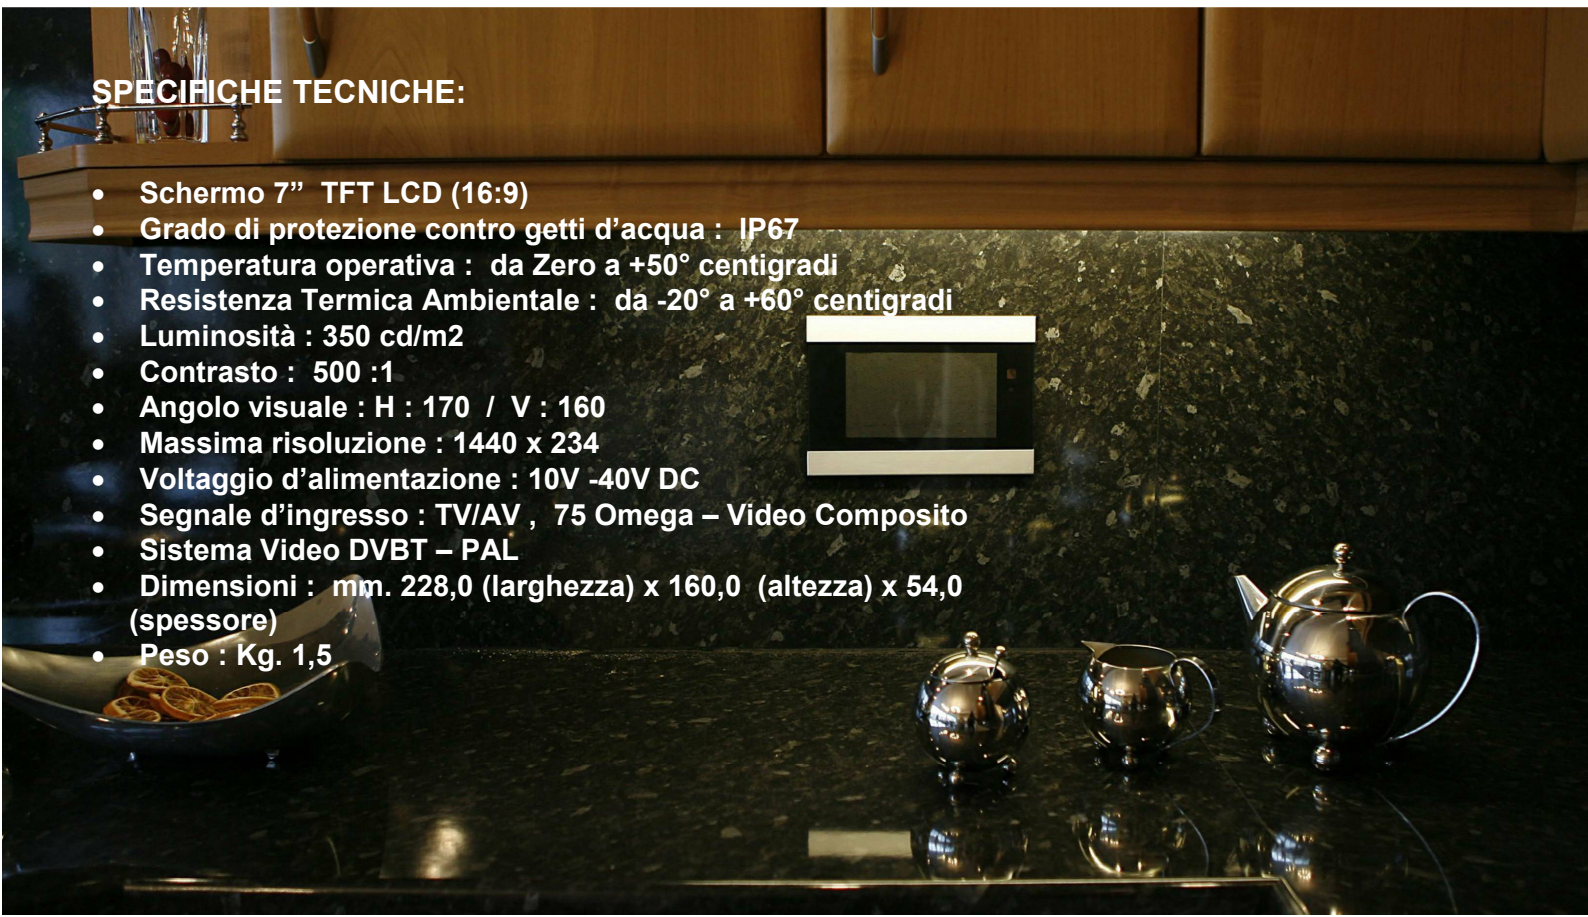 SPECIFICHE TECNICHE:
• Schermo 7” TFT LCD (16:9)
• Grado di protezione contro getti d’acqua : IP67
• Temperatura operativa : da Zero a +50° centigradi
• Resistenza Termica Ambientale : da -20° a +60° centigradi
• Luminosità : 350 cd/m2
• Contrasto : 500 :1
• Angolo visuale : H : 170 / V : 160
• Massima risoluzione : 1440 x 234
• Voltaggio d’alimentazione : 10V -40V DC
• Segnale d’ingresso : TV/AV , 75 Omega – Video Composito
• Sistema Video DVBT – PAL
• Dimensioni : mm. 228,0 (larghezza) x 160,0 (altezza) x 54,0
(spessore)
• Peso : Kg. 1,5